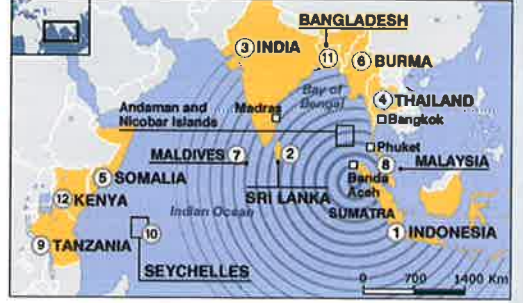 BANGLADESH
③ INDIA
⑪
⑥ BURMA
Bay of
Bengal
④ THAILAND
Andaman and
Nicobar Islands
Madras
Bangkok
Phuket
MALDIVES ⑦
②
⑧ MALAYSIA
⑤ SOMALIA
Banda
Aceh
⑫ KENYA
SRI LANKA
SUMATRA
Indian Ocean
① INDONESIA
⑨ TANZANIA
⑩
SEYCHELLES
0 700 1400 Km